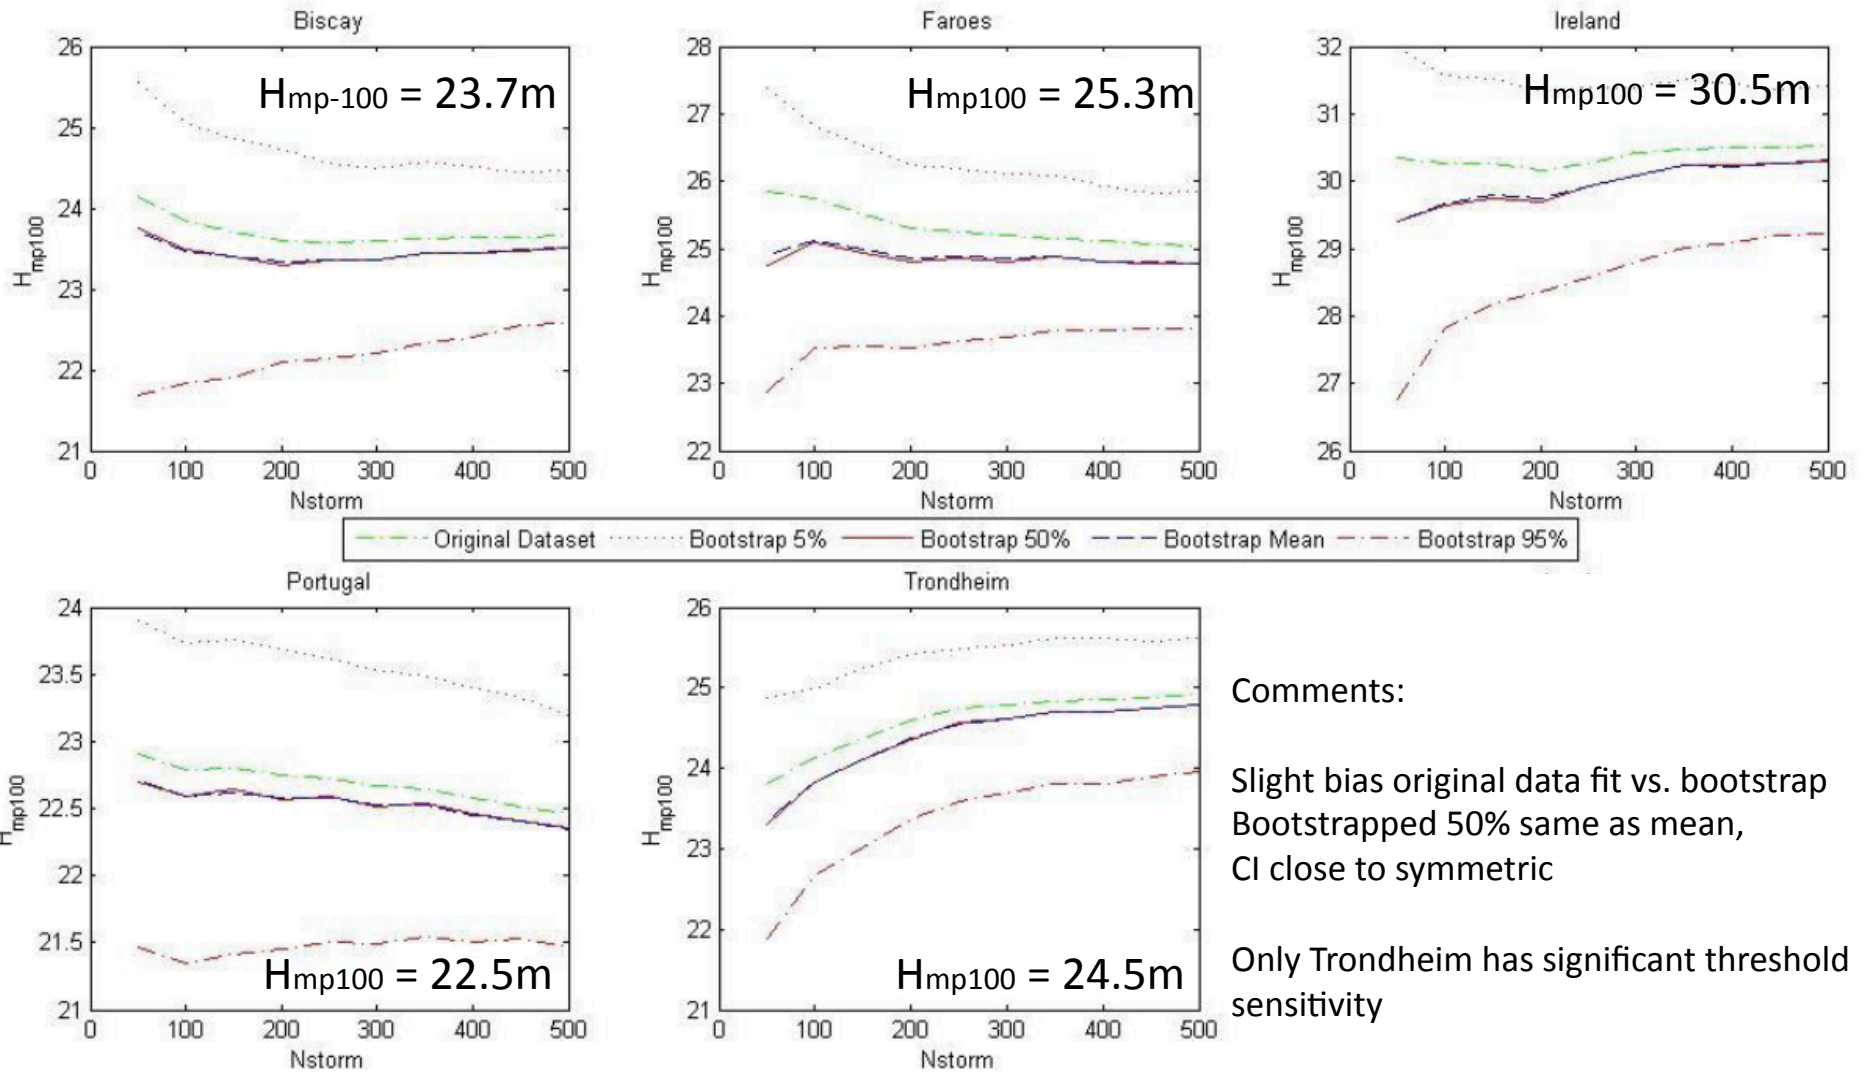 Biscay
Hmp-100 = 23.7m
26
25
24
23
22
21
Hmp100
0 100 200 300 400 500
Nstorm
Faroes
Hmp100 = 25.3m
28
27
26
25
24
23
22
Hmp100
0 100 200 300 400 500
Nstorm
Ireland
Hmp100 = 30.5m
32
31
30
29
28
27
26
Hmp100
0 100 200 300 400 500
Nstorm
Original Dataset Bootstrap 5% Bootstrap 50% Bootstrap Mean Bootstrap 95%
Portugal
24
23.5
23
22.5
22
21.5
21
Hmp100
Hmp100 = 22.5m
0 100 200 300 400 500
Nstorm
Trondheim
26
25
24
23
22
21
Hmp100
Hmp100 = 24.5m
0 100 200 300 400 500
Nstorm
Comments:
Slight bias original data fit vs. bootstrap
Bootstrapped 50% same as mean,
CI close to symmetric
Only Trondheim has significant threshold
sensitivity